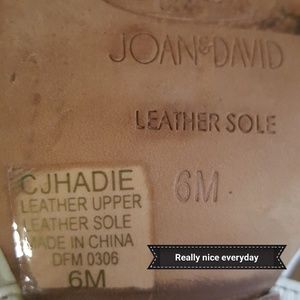 JOAN & DAVID
LEATHER SOLE
6M
CJHADIE
LEATHER UPPER
LEATHER SOLE
MADE IN CHINA
DFM 0306
6M
Really nice everyday